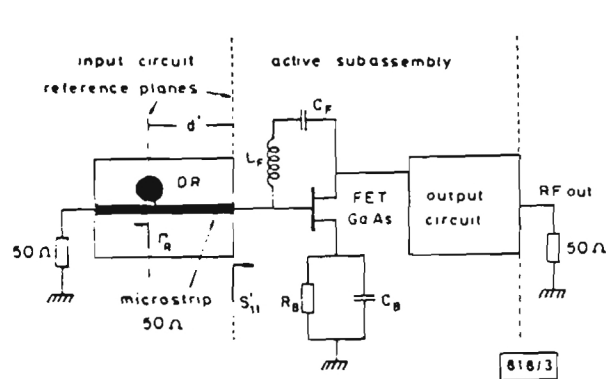 input circuit
reference planes
active subassembly
d'
C_F
L_F
DR
FET
GaAs
output
circuit
RF out
50 Ω
Γ_R
50 Ω
microstrip
50 Ω
S'_11
R_B
C_B
616/3